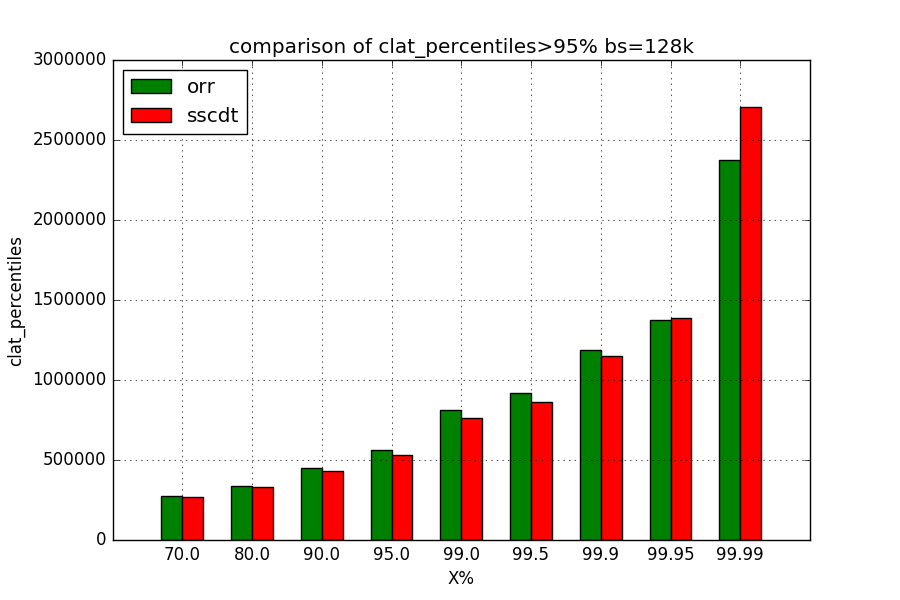 comparison of clat_percentiles>95% bs=128k
3000000
2500000
2000000
1500000
1000000
500000
0
clat_percentiles
orr
sscdt
70.0 80.0 90.0 95.0 99.0 99.5 99.9 99.95 99.99
X%